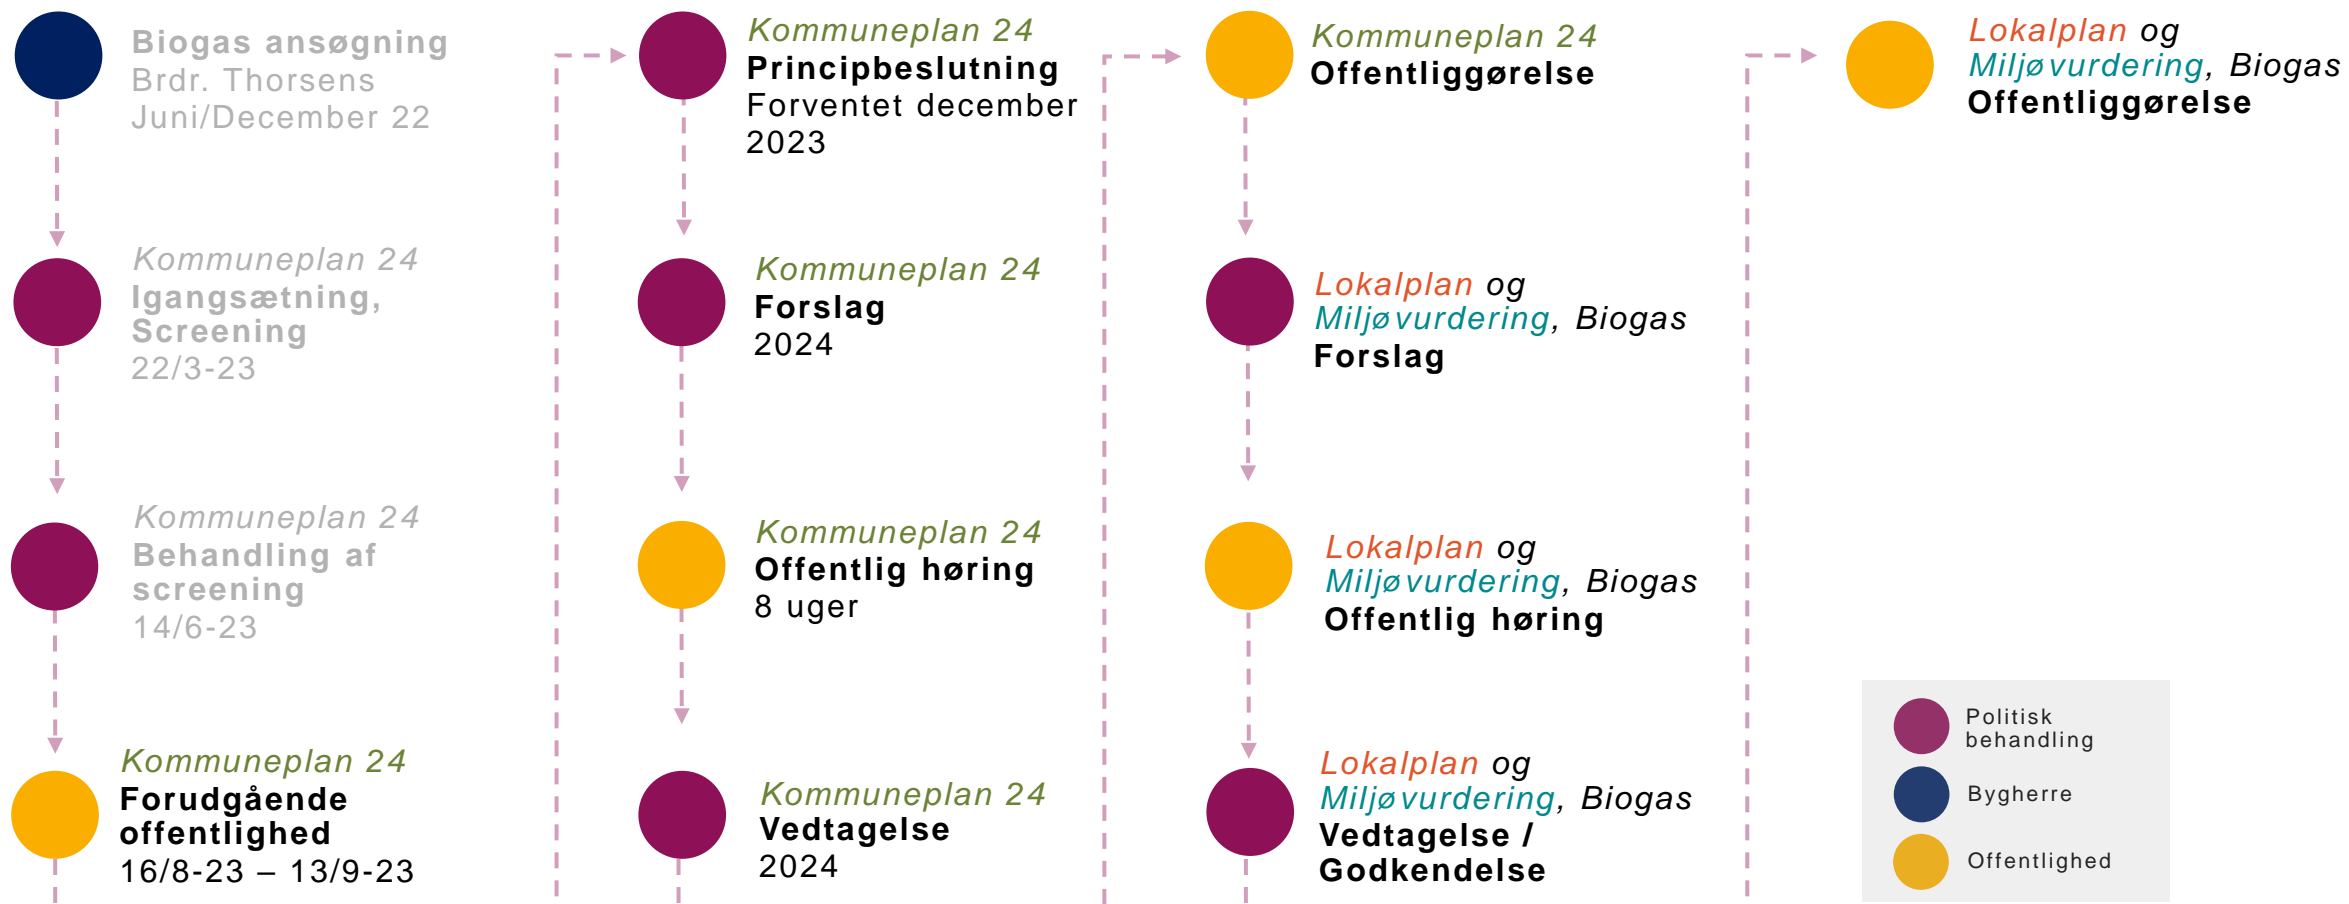 Biogas ansøgning
Brdr. Thorsens
Juni/December 22
Kommuneplan 24
Igangsætning,
Screening
22/3-23
Kommuneplan 24
Behandling af
screening
14/6-23
Kommuneplan 24
Forudgående
offentlighed
16/8-23 – 13/9-23
Kommuneplan 24
Principbeslutning
Forventet december
2023
Kommuneplan 24
Forslag
2024
Kommuneplan 24
Offentlig høring
8 uger
Kommuneplan 24
Vedtagelse
2024
Kommuneplan 24
Offentliggørelse
Lokalplan og
Miljøvurdering, Biogas
Forslag
Lokalplan og
Miljøvurdering, Biogas
Offentlig høring
Lokalplan og
Miljøvurdering, Biogas
Vedtagelse /
Godkendelse
Lokalplan og
Miljøvurdering, Biogas
Offentliggørelse
Politisk
behandling
Bygherre
Offentlighed